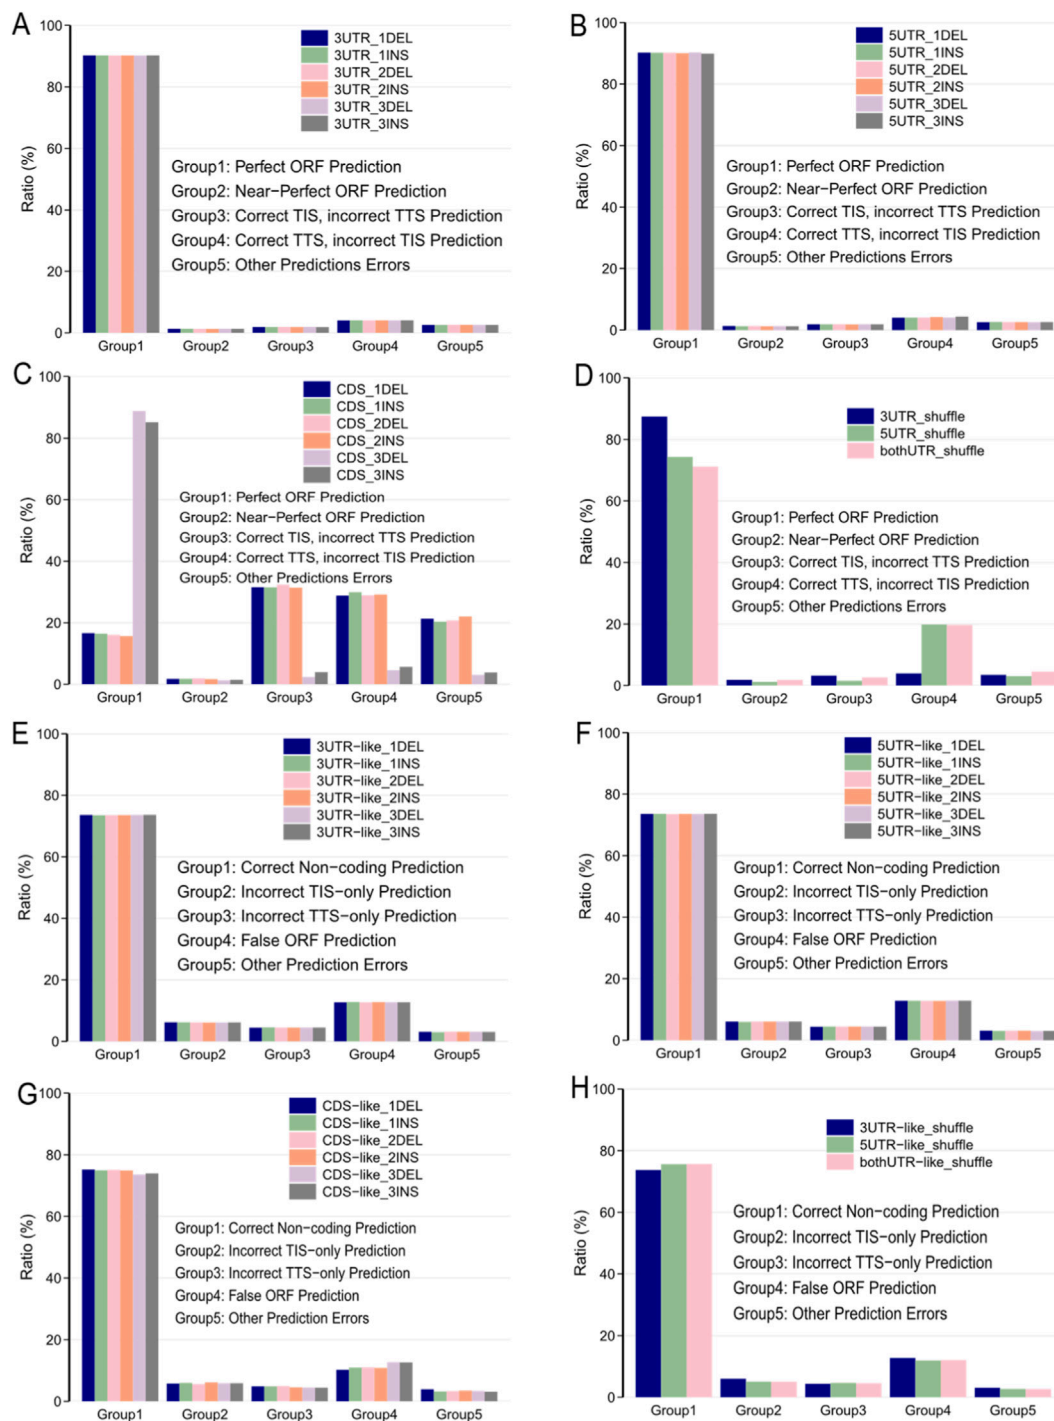 A
100
80
60
40
20
0
Ratio (%)
3UTR_1DEL
3UTR_1INS
3UTR_2DEL
3UTR_2INS
3UTR_3DEL
3UTR_3INS
Group1: Perfect ORF Prediction
Group2: Near−Perfect ORF Prediction
Group3: Correct TIS, incorrect TTS Prediction
Group4: Correct TTS, incorrect TIS Prediction
Group5: Other Predictions Errors
Group1 Group2 Group3 Group4 Group5
B
100
80
60
40
20
0
Ratio (%)
5UTR_1DEL
5UTR_1INS
5UTR_2DEL
5UTR_2INS
5UTR_3DEL
5UTR_3INS
Group1: Perfect ORF Prediction
Group2: Near−Perfect ORF Prediction
Group3: Correct TIS, incorrect TTS Prediction
Group4: Correct TTS, incorrect TIS Prediction
Group5: Other Predictions Errors
Group1 Group2 Group3 Group4 Group5
C
100
80
60
40
20
0
Ratio (%)
CDS_1DEL
CDS_1INS
CDS_2DEL
CDS_2INS
CDS_3DEL
CDS_3INS
Group1: Perfect ORF Prediction
Group2: Near−Perfect ORF Prediction
Group3: Correct TIS, incorrect TTS Prediction
Group4: Correct TTS, incorrect TIS Prediction
Group5: Other Predictions Errors
Group1 Group2 Group3 Group4 Group5
D
100
80
60
40
20
0
Ratio (%)
3UTR_shuffle
5UTR_shuffle
bothUTR_shuffle
Group1: Perfect ORF Prediction
Group2: Near−Perfect ORF Prediction
Group3: Correct TIS, incorrect TTS Prediction
Group4: Correct TTS, incorrect TIS Prediction
Group5: Other Predictions Errors
Group1 Group2 Group3 Group4 Group5
E
100
80
60
40
20
0
Ratio (%)
3UTR−like_1DEL
3UTR−like_1INS
3UTR−like_2DEL
3UTR−like_2INS
3UTR−like_3DEL
3UTR−like_3INS
Group1: Correct Non−coding Prediction
Group2: Incorrect TIS−only Prediction
Group3: Incorrect TTS−only Prediction
Group4: False ORF Prediction
Group5: Other Prediction Errors
Group1 Group2 Group3 Group4 Group5
F
100
80
60
40
20
0
Ratio (%)
5UTR−like_1DEL
5UTR−like_1INS
5UTR−like_2DEL
5UTR−like_2INS
5UTR−like_3DEL
5UTR−like_3INS
Group1: Correct Non−coding Prediction
Group2: Incorrect TIS−only Prediction
Group3: Incorrect TTS−only Prediction
Group4: False ORF Prediction
Group5: Other Prediction Errors
Group1 Group2 Group3 Group4 Group5
G
100
80
60
40
20
0
Ratio (%)
CDS−like_1DEL
CDS−like_1INS
CDS−like_2DEL
CDS−like_2INS
CDS−like_3DEL
CDS−like_3INS
Group1: Correct Non−coding Prediction
Group2: Incorrect TIS−only Prediction
Group3: Incorrect TTS−only Prediction
Group4: False ORF Prediction
Group5: Other Prediction Errors
Group1 Group2 Group3 Group4 Group5
H
100
80
60
40
20
0
Ratio (%)
3UTR−like_shuffle
5UTR−like_shuffle
bothUTR−like_shuffle
Group1: Correct Non−coding Prediction
Group2: Incorrect TIS−only Prediction
Group3: Incorrect TTS−only Prediction
Group4: False ORF Prediction
Group5: Other Prediction Errors
Group1 Group2 Group3 Group4 Group5